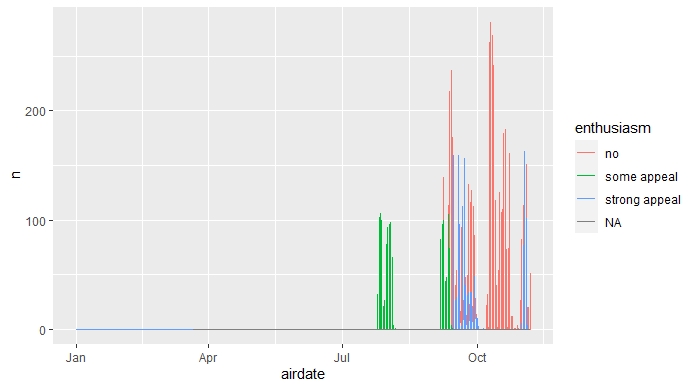 200
100
0
n
Jan
Apr
Jul
Oct
airdate
enthusiasm
no
some appeal
strong appeal
NA